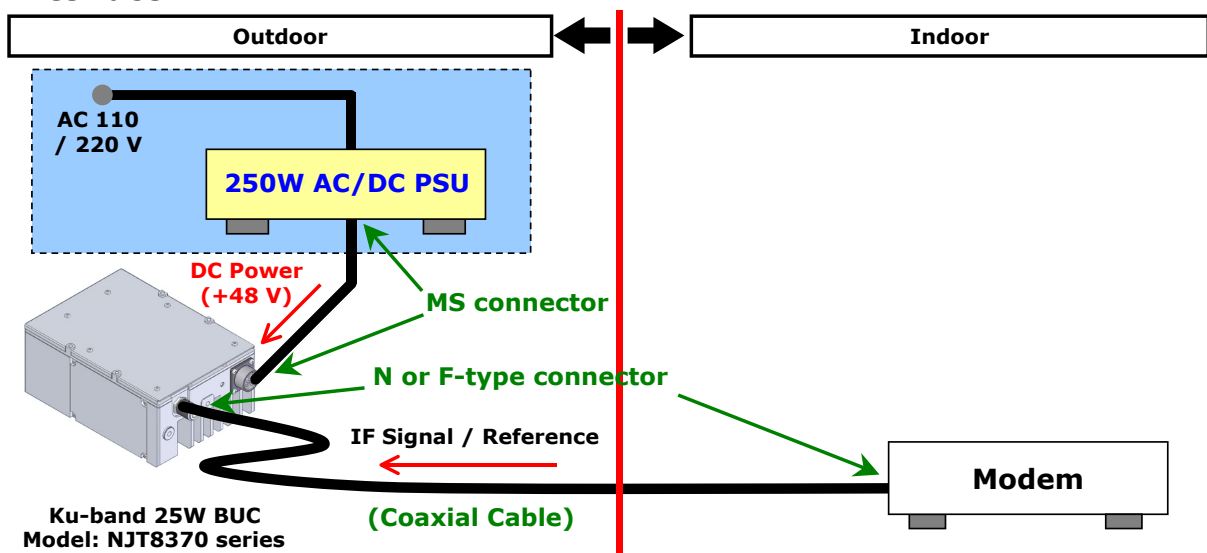 Outdoor
Indoor
AC 110
/ 220 V
250W AC/DC PSU
DC Power
(+48 V)
MS connector
N or F-type connector
IF Signal / Reference
Modem
(Coaxial Cable)
Ku-band 25W BUC
Model: NJT8370 series